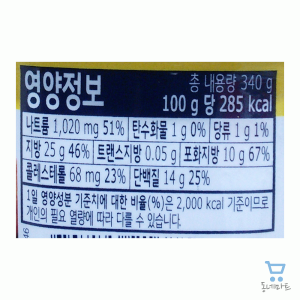 영양정보 총 내용량 340 g
100 g 당 285 kcal
나트륨 1,020 mg 51% 탄수화물 1 g 0% 당류 1 g 1%
지방 25 g 46% 트랜스지방 0.05 g 포화지방 10 g 67%
콜레스테롤 68 mg 23% 단백질 14 g 25%
1일 영양성분 기준치에 대한 비율(%)은 2,000 kcal 기준이므로
개인의 필요 열량에 따라 다를 수 있습니다.